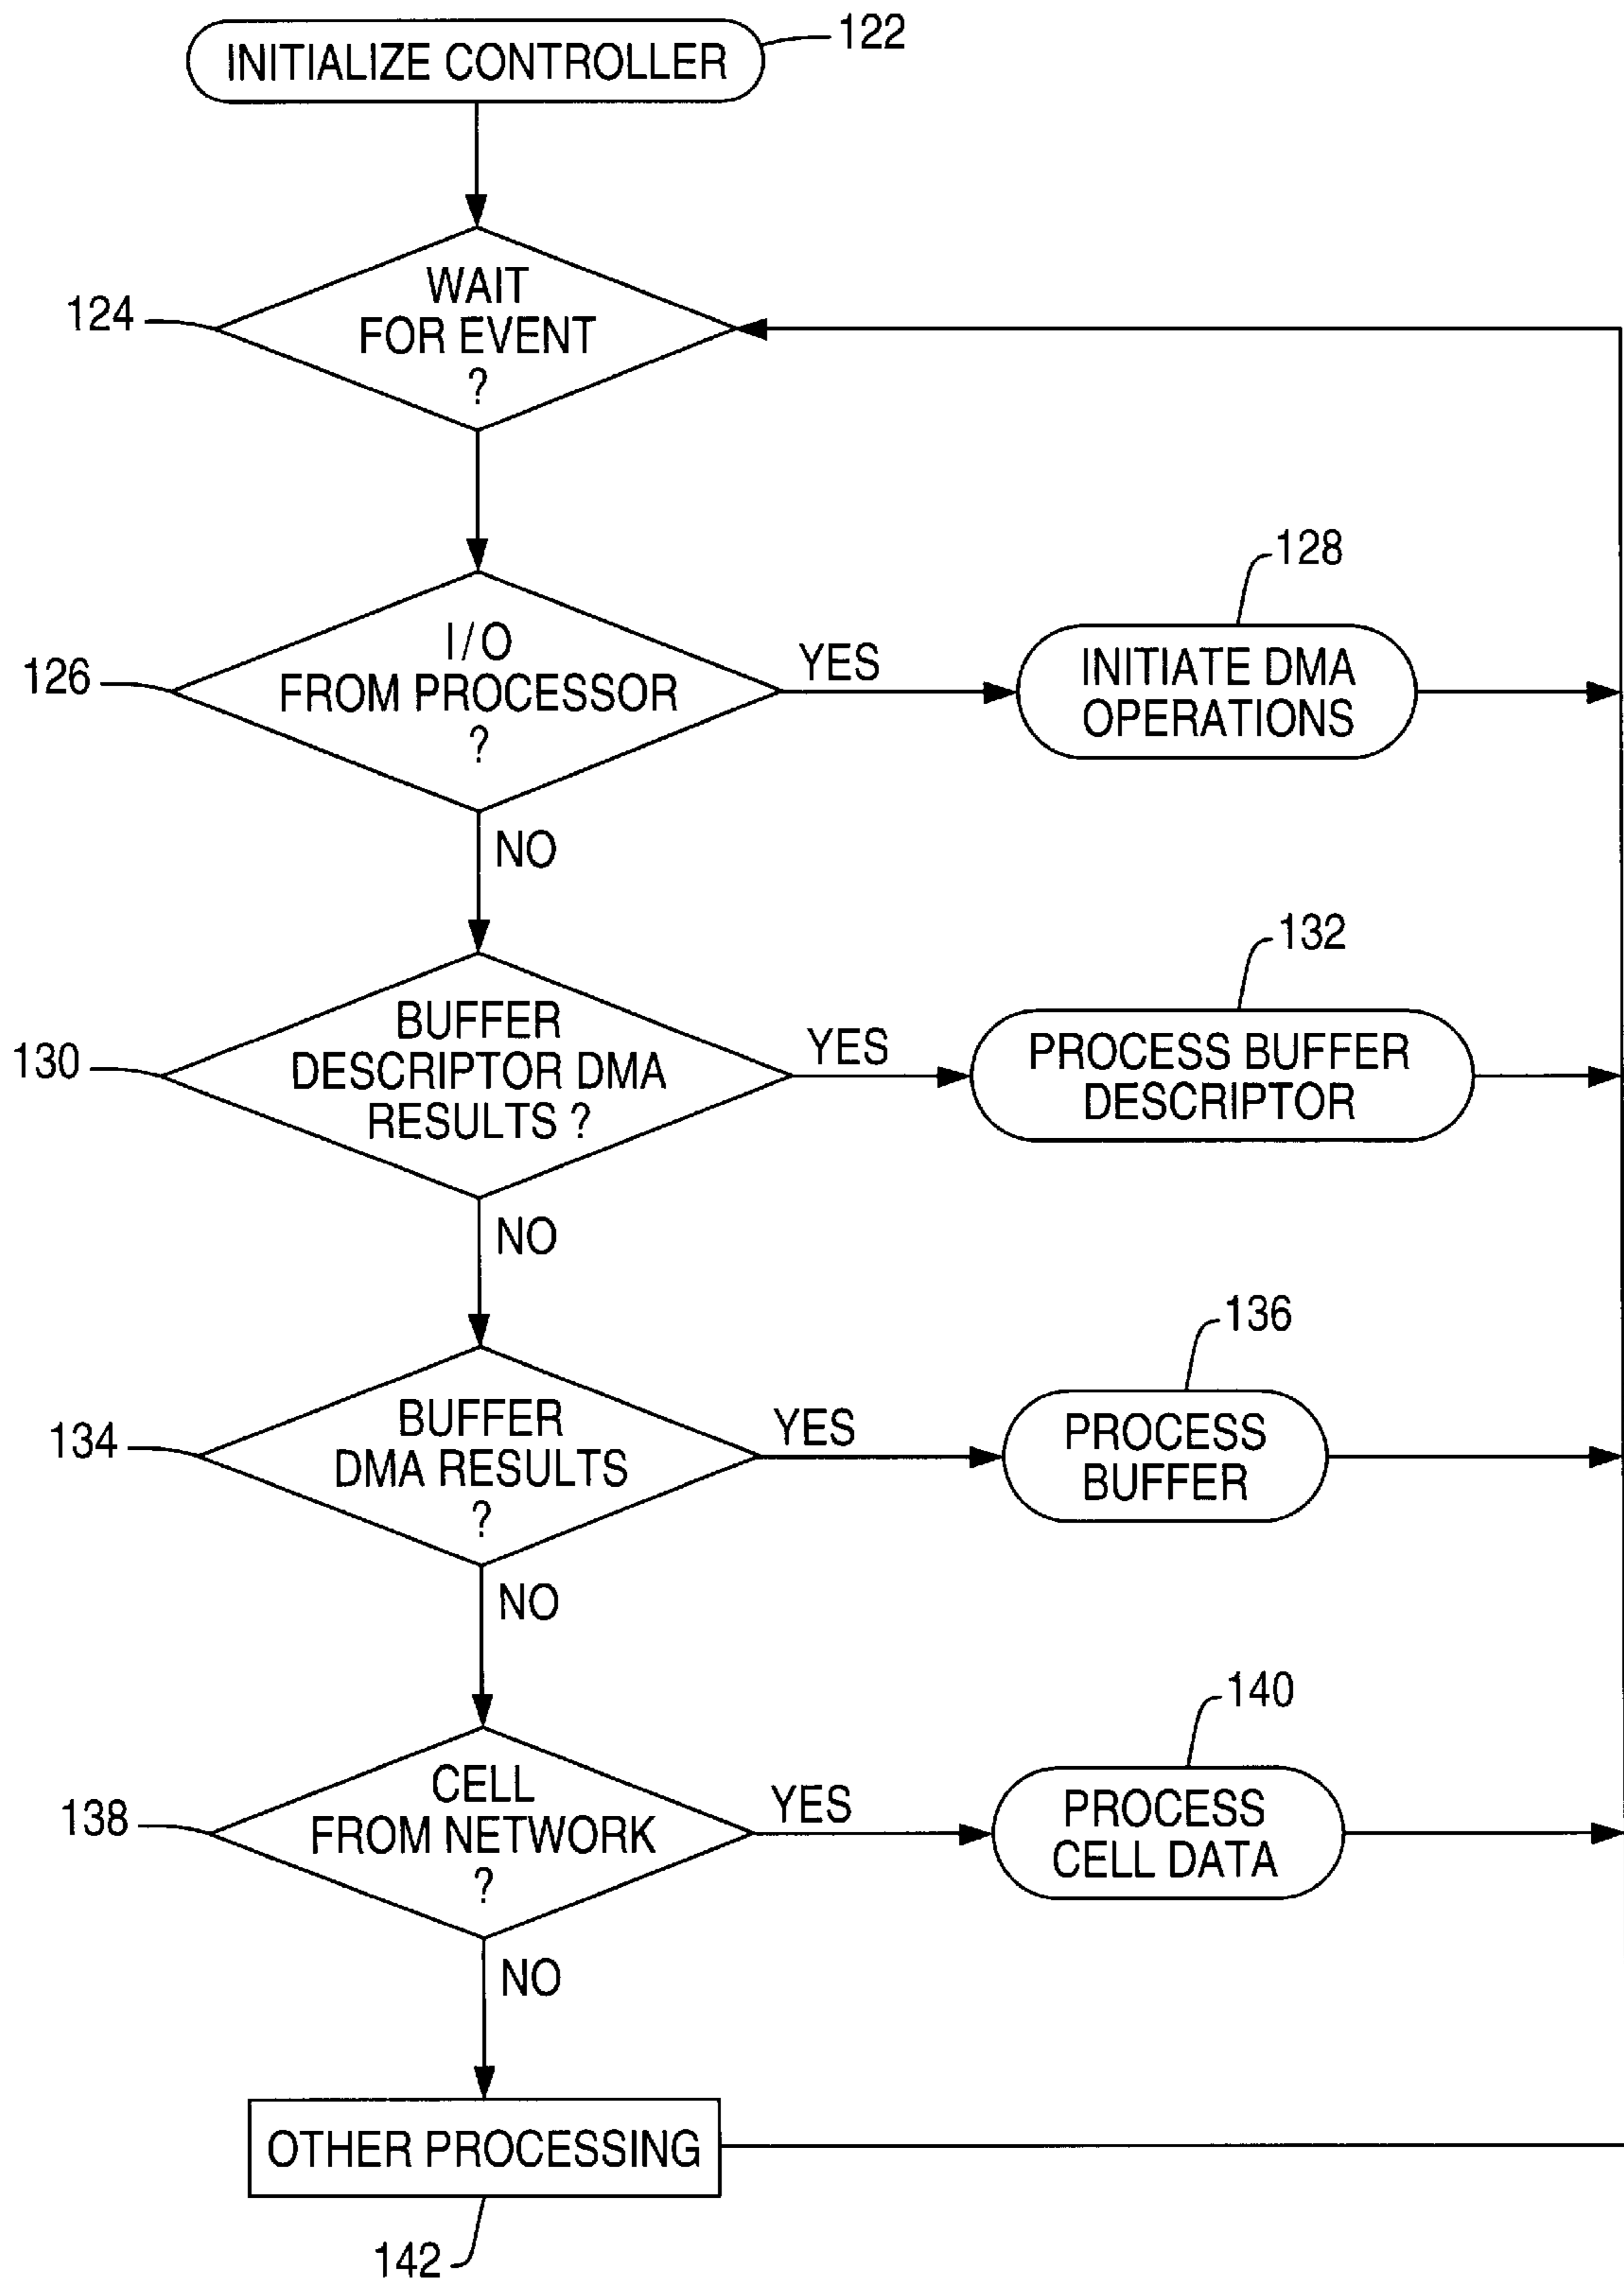 INITIALIZE CONTROLLER
122
WAIT
FOR EVENT
?
124
I/O
FROM PROCESSOR
?
126
YES
128
INITIATE DMA
OPERATIONS
NO
BUFFER
DESCRIPTOR DMA
RESULTS ?
130
YES
132
PROCESS BUFFER
DESCRIPTOR
NO
BUFFER
DMA RESULTS
?
134
YES
136
PROCESS
BUFFER
NO
CELL
FROM NETWORK
?
138
YES
140
PROCESS
CELL DATA
NO
OTHER PROCESSING
142